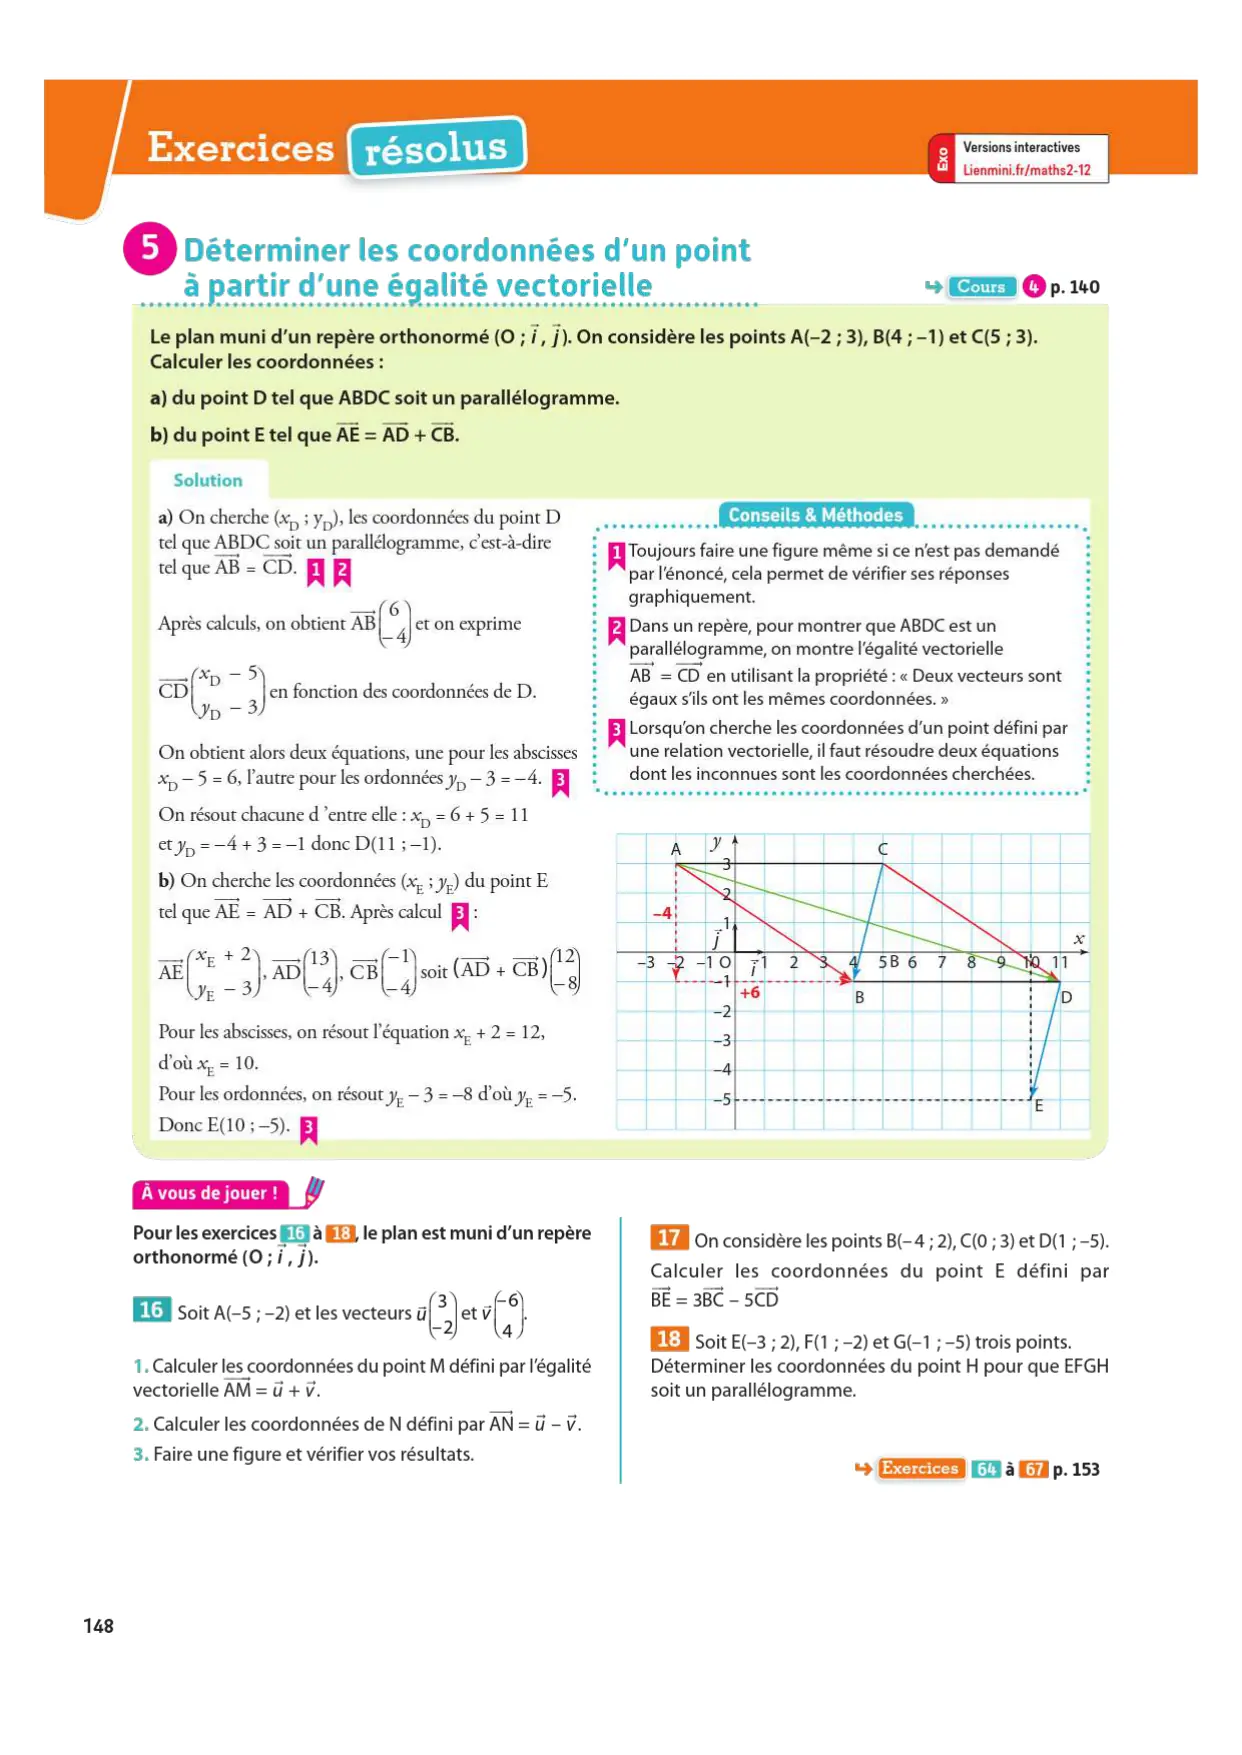 Exercices résolus
Exo
Versions interactives
Lienmini.fr/maths2-12
5 Déterminer les coordonnées d'un point
à partir d'une égalité vectorielle
Cours 4 p. 140
Le plan muni d'un repère orthonormé (O ; i⃗ , j⃗ ). On considère les points A(–2 ; 3), B(4 ; –1) et C(5 ; 3).
Calculer les coordonnées :
a) du point D tel que ABDC soit un parallélogramme.
b) du point E tel que AE⃗ = AD⃗ + CB⃗.
Solution
a) On cherche (x_D ; y_D), les coordonnées du point D
tel que ABDC soit un parallélogramme, c'est-à-dire
tel que AB⃗ = CD⃗. 1 2
Après calculs, on obtient AB⃗ (6 ; – 4) et on exprime
CD⃗ (x_D – 5 ; y_D – 3) en fonction des coordonnées de D.
On obtient alors deux équations, une pour les abscisses
x_D – 5 = 6, l'autre pour les ordonnées y_D – 3 = –4. 3
On résout chacune d 'entre elle : x_D = 6 + 5 = 11
et y_D = –4 + 3 = –1 donc D(11 ; –1).
b) On cherche les coordonnées (x_E ; y_E) du point E
tel que AE⃗ = AD⃗ + CB⃗. Après calcul 3 :
AE⃗ (x_E + 2 ; y_E – 3), AD⃗ (13 ; – 4), CB⃗ (–1 ; – 4) soit (AD⃗ + CB⃗) (12 ; – 8)
Pour les abscisses, on résout l'équation x_E + 2 = 12,
d'où x_E = 10.
Pour les ordonnées, on résout y_E – 3 = –8 d'où y_E = –5.
Donc E(10 ; –5). 3
Conseils & Méthodes
1 Toujours faire une figure même si ce n'est pas demandé
par l'énoncé, cela permet de vérifier ses réponses
graphiquement.
2 Dans un repère, pour montrer que ABDC est un
parallélogramme, on montre l'égalité vectorielle
AB⃗ = CD⃗ en utilisant la propriété : « Deux vecteurs sont
égaux s'ils ont les mêmes coordonnées. »
3 Lorsqu'on cherche les coordonnées d'un point défini par
une relation vectorielle, il faut résoudre deux équations
dont les inconnues sont les coordonnées cherchées.
A y C
3
2
–4
1
j⃗ x
–3 –2 –1 O i⃗ 1 2 3 4 5 B 6 7 8 9 10 11
–1 +6 B D
–2
–3
–4
–5 E
À vous de jouer !
Pour les exercices 16 à 18, le plan est muni d'un repère
orthonormé (O ; i⃗ , j⃗ ).
16 Soit A(–5 ; –2) et les vecteurs u⃗ (3 ; –2) et v⃗ (–6 ; 4).
1. Calculer les coordonnées du point M défini par l'égalité
vectorielle AM⃗ = u⃗ + v⃗.
2. Calculer les coordonnées de N défini par AN⃗ = u⃗ – v⃗.
3. Faire une figure et vérifier vos résultats.
17 On considère les points B(– 4 ; 2), C(0 ; 3) et D(1 ; –5).
Calculer les coordonnées du point E défini par
BE⃗ = 3BC⃗ – 5CD⃗
18 Soit E(–3 ; 2), F(1 ; –2) et G(–1 ; –5) trois points.
Déterminer les coordonnées du point H pour que EFGH
soit un parallélogramme.
Exercices 64 à 67 p. 153
148